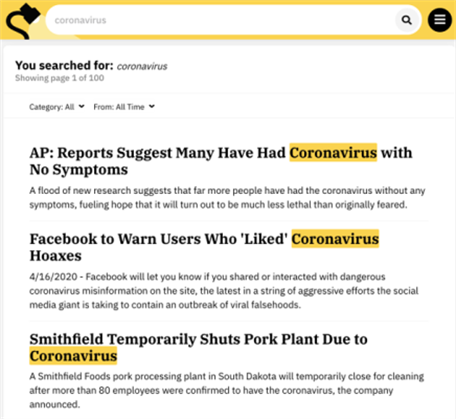 coronavirus
You searched for: coronavirus
Showing page 1 of 100
Category: All
From: All Time
AP: Reports Suggest Many Have Had Coronavirus with
No Symptoms
A flood of new research suggests that far more people have had the coronavirus without any
symptoms, fueling hope that it will turn out to be much less lethal than originally feared.
Facebook to Warn Users Who 'Liked' Coronavirus
Hoaxes
4/16/2020 - Facebook will let you know if you shared or interacted with dangerous
coronavirus misinformation on the site, the latest in a string of aggressive efforts the social
media giant is taking to contain an outbreak of viral falsehoods.
Smithfield Temporarily Shuts Pork Plant Due to
Coronavirus
A Smithfield Foods pork processing plant in South Dakota will temporarily close for cleaning
after more than 80 employees were confirmed to have the coronavirus, the company
announced.